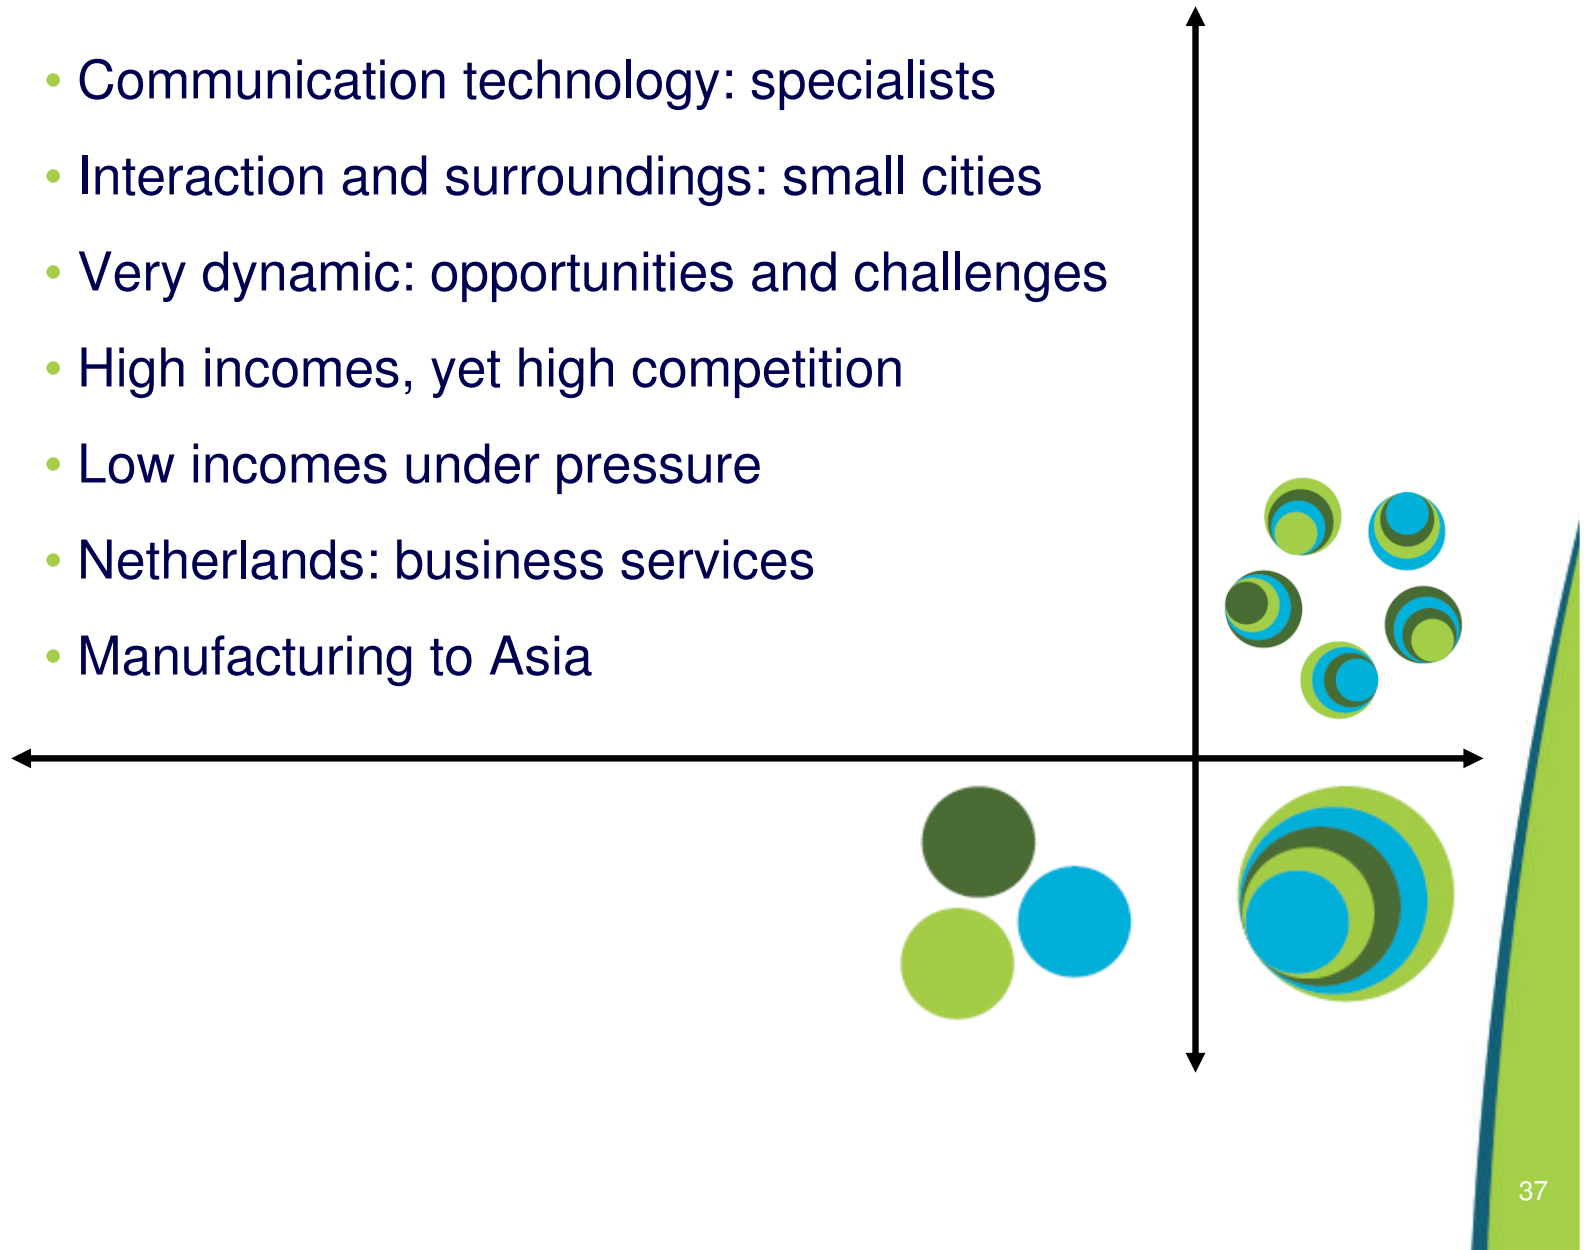 • Communication technology: specialists
• Interaction and surroundings: small cities
• Very dynamic: opportunities and challenges
• High incomes, yet high competition
• Low incomes under pressure
• Netherlands: business services
• Manufacturing to Asia
37